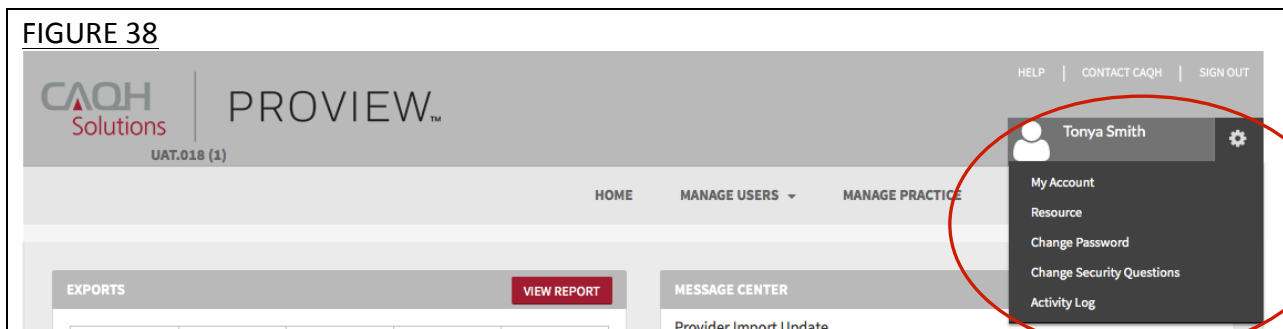 FIGURE 38
HELP | CONTACT CAQH | SIGN OUT
CAQH
Solutions
PROVIEW™
UAT.018 (1)
Tonya Smith
HOME MANAGE USERS MANAGE PRACTICE
My Account
Resource
Change Password
Change Security Questions
Activity Log
EXPORTS VIEW REPORT
MESSAGE CENTER
Provider Import Update